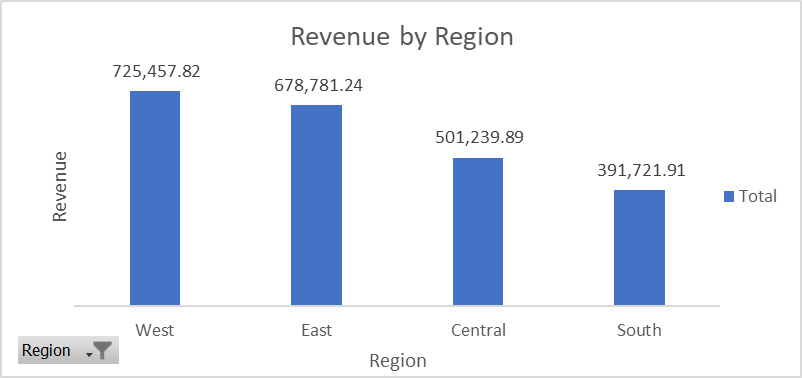 Revenue by Region
725,457.82
678,781.24
501,239.89
391,721.91
Revenue
Total
West
East
Central
South
Region
Region